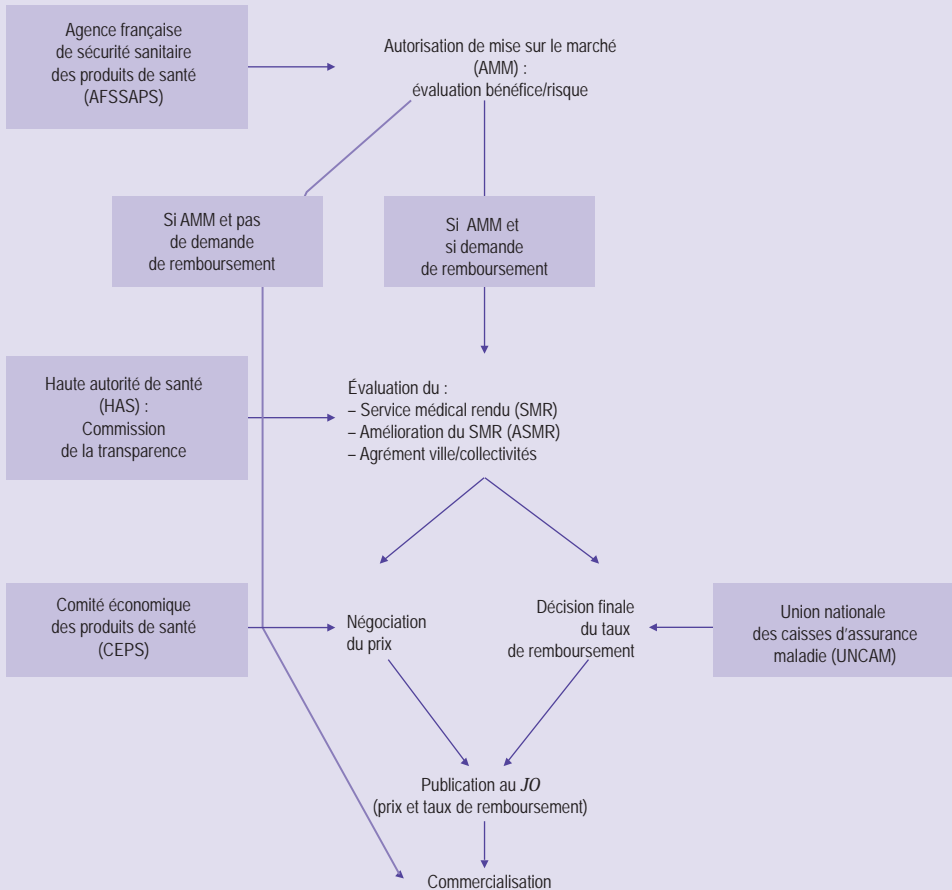 Agence française
de sécurité sanitaire
des produits de santé
(AFSSAPS)
Autorisation de mise sur le marché
(AMM) :
évaluation bénéfice/risque
Si AMM et pas
de demande
de remboursement
Si AMM et
si demande
de remboursement
Haute autorité de santé
(HAS) :
Commission
de la transparence
Évaluation du :
– Service médical rendu (SMR)
– Amélioration du SMR (ASMR)
– Agrément ville/collectivités
Comité économique
des produits de santé
(CEPS)
Négociation
du prix
Décision finale
du taux
de remboursement
Union nationale
des caisses d'assurance
maladie (UNCAM)
Publication au JO
(prix et taux de remboursement)
Commercialisation